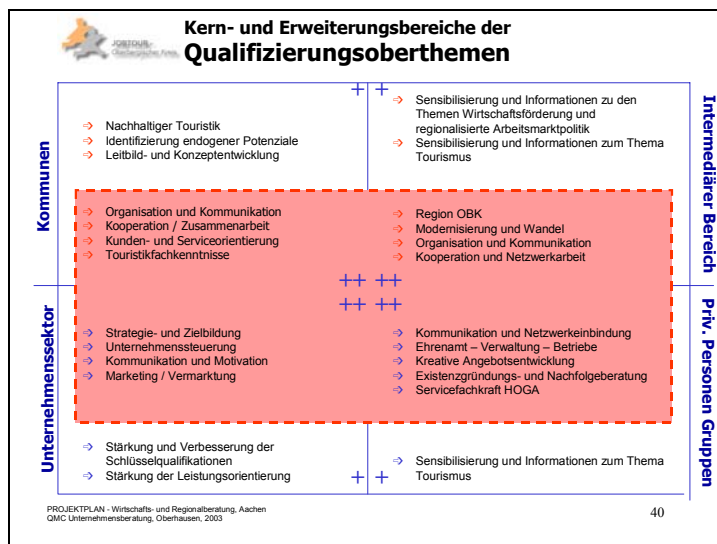 Kern- und Erweiterungsbereiche der
Qualifizierungsoberthemen
JOBTOUR
Oberbergischer Kreis
Kommunen
Unternehmenssektor
Intermediärer Bereich
Priv. Personen Gruppen
+ +
⇨ Nachhaltiger Touristik
⇨ Identifizierung endogener Potenziale
⇨ Leitbild- und Konzeptentwicklung
⇨ Sensibilisierung und Informationen zu den
Themen Wirtschaftsförderung und
regionalisierte Arbeitsmarktpolitik
⇨ Sensibilisierung und Informationen zum Thema
Tourismus
⇨ Organisation und Kommunikation
⇨ Kooperation / Zusammenarbeit
⇨ Kunden- und Serviceorientierung
⇨ Touristikfachkenntnisse
⇨ Region OBK
⇨ Modernisierung und Wandel
⇨ Organisation und Kommunikation
⇨ Kooperation und Netzwerkarbeit
++ ++
++ ++
⇨ Strategie- und Zielbildung
⇨ Unternehmenssteuerung
⇨ Kommunikation und Motivation
⇨ Marketing / Vermarktung
⇨ Kommunikation und Netzwerkeinbindung
⇨ Ehrenamt – Verwaltung – Betriebe
⇨ Kreative Angebotsentwicklung
⇨ Existenzgründungs- und Nachfolgeberatung
⇨ Servicefachkraft HOGA
⇨ Stärkung und Verbesserung der
Schlüsselqualifikationen
⇨ Stärkung der Leistungsorientierung
⇨ Sensibilisierung und Informationen zum Thema
Tourismus
+ +
PROJEKTPLAN - Wirtschafts- und Regionalberatung, Aachen
QMC Unternehmensberatung, Oberhausen, 2003
40